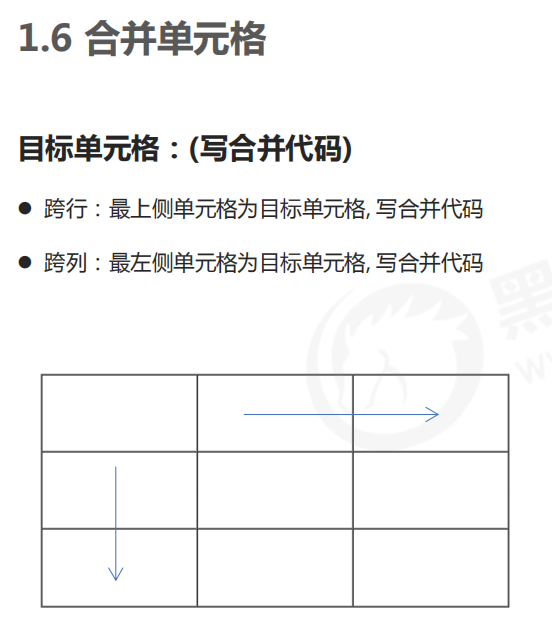 1.6 合并单元格
目标单元格：(写合并代码)
● 跨行：最上侧单元格为目标单元格, 写合并代码
● 跨列：最左侧单元格为目标单元格, 写合并代码
黑